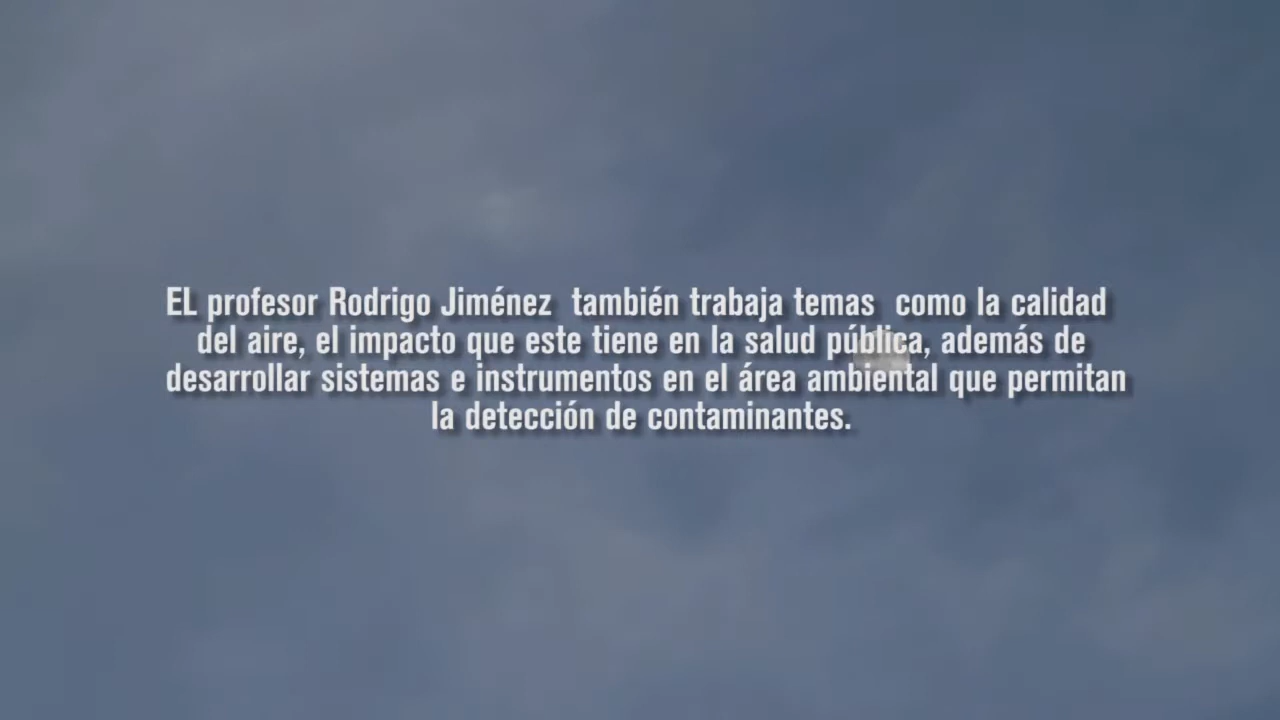 EL profesor Rodrigo Jiménez  también trabaja temas  como la calidad
del aire, el impacto que este tiene en la salud pública, además de
desarrollar sistemas e instrumentos en el área ambiental que permitan
la detección de contaminantes.